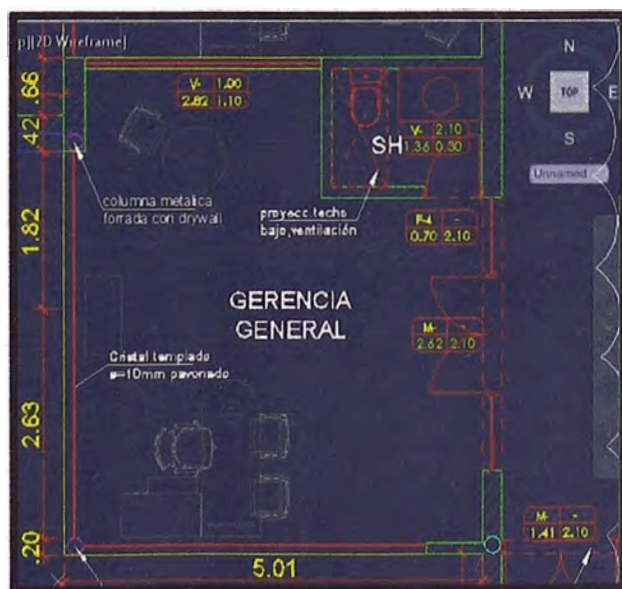 p][2D Wireframe]
N
W TOP E
S
Unnamed
V- 1.00
2.82 1.10
V- 2.10
1.36 0.30
SH
columna metalica
forrada con drywall
proyecc.techo
bajo,ventilación
P-4 -
0.70 2.10
GERENCIA
GENERAL
M- -
2.62 2.10
Cristal templado
e=10mm pavonado
M- -
1.41 2.10
.66
.42
1.82
2.63
.20
5.01